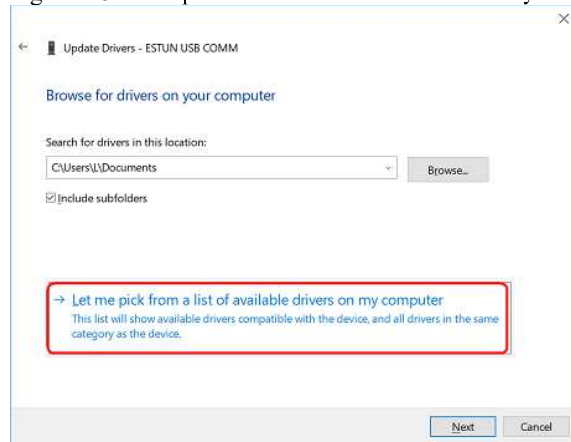 Update Drivers - ESTUN USB COMM
Browse for drivers on your computer
Search for drivers in this location:
C:\Users\L\Documents
Browse...
Include subfolders
→ Let me pick from a list of available drivers on my computer
This list will show available drivers compatible with the device, and all drivers in the same
category as the device.
Next
Cancel